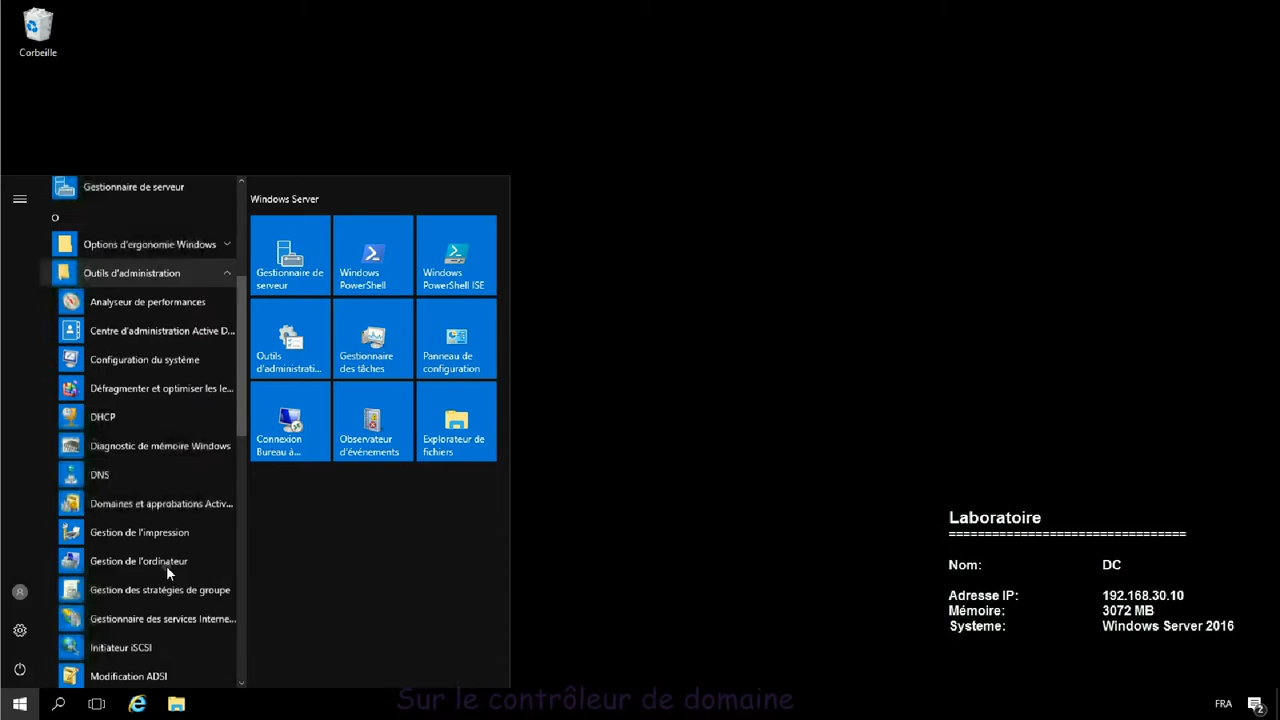 Corbeille
Gestionnaire de serveur
O
Options d'ergonomie Windows
Outils d'administration
Analyseur de performances
Centre d'administration Active D...
Configuration du système
Défragmenter et optimiser les le...
DHCP
Diagnostic de mémoire Windows
DNS
Domaines et approbations Activ...
Gestion de l'impression
Gestion de l'ordinateur
Gestion des stratégies de groupe
Gestionnaire des services Interne...
Initiateur iSCSI
Modification ADSI
Windows Server
Gestionnaire de
serveur
Windows
PowerShell
Windows
PowerShell ISE
Outils
d'administrati...
Gestionnaire
des tâches
Panneau de
configuration
Connexion
Bureau à...
Observateur
d'événements
Explorateur de
fichiers
Laboratoire
================================
Nom: DC
Adresse IP: 192.168.30.10
Mémoire: 3072 MB
Systeme: Windows Server 2016
Sur le contrôleur de domaine
FRA
2